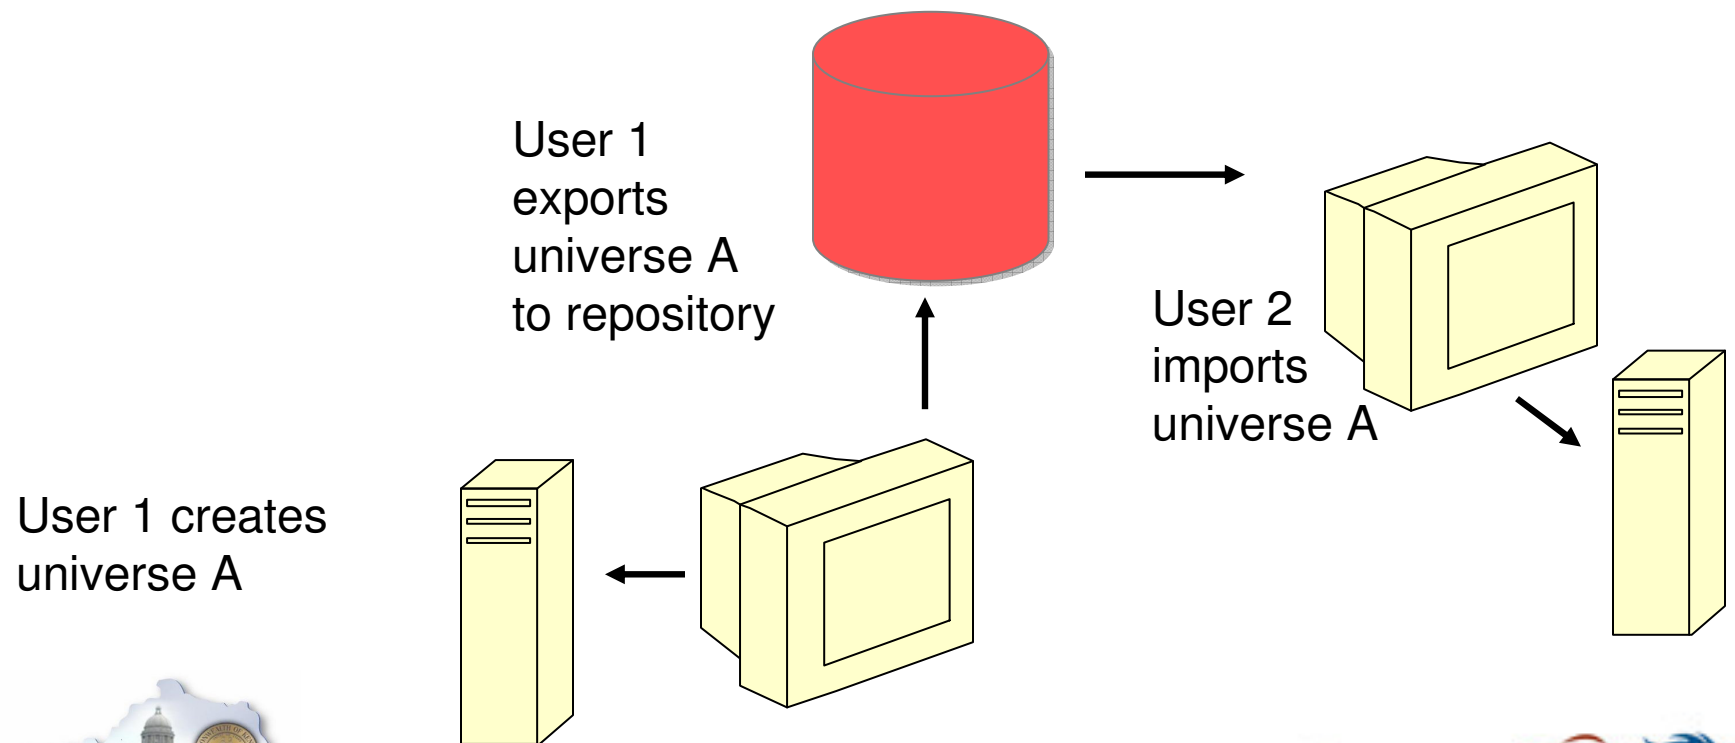 User 1
exports
universe A
to repository
User 2
imports
universe A
User 1 creates
universe A